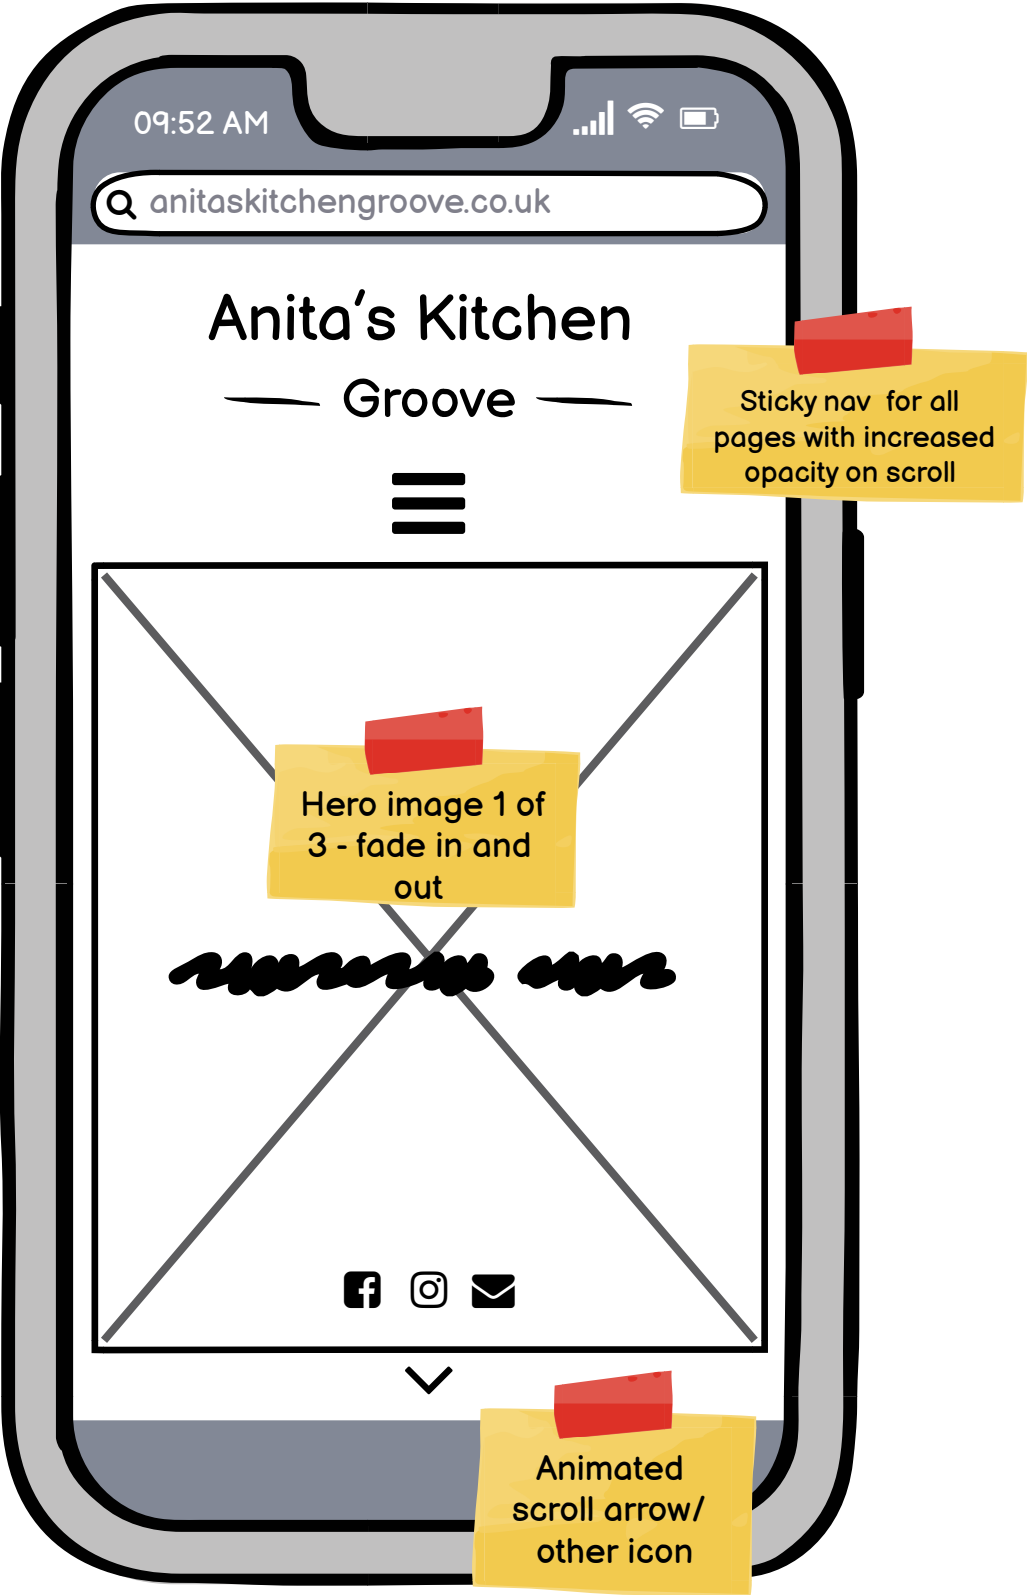 09:52 AM
anitaskitchengroove.co.uk
Anita's Kitchen
Groove
Sticky nav for all
pages with increased
opacity on scroll
Hero image 1 of
3 - fade in and
out
Animated
scroll arrow/
other icon